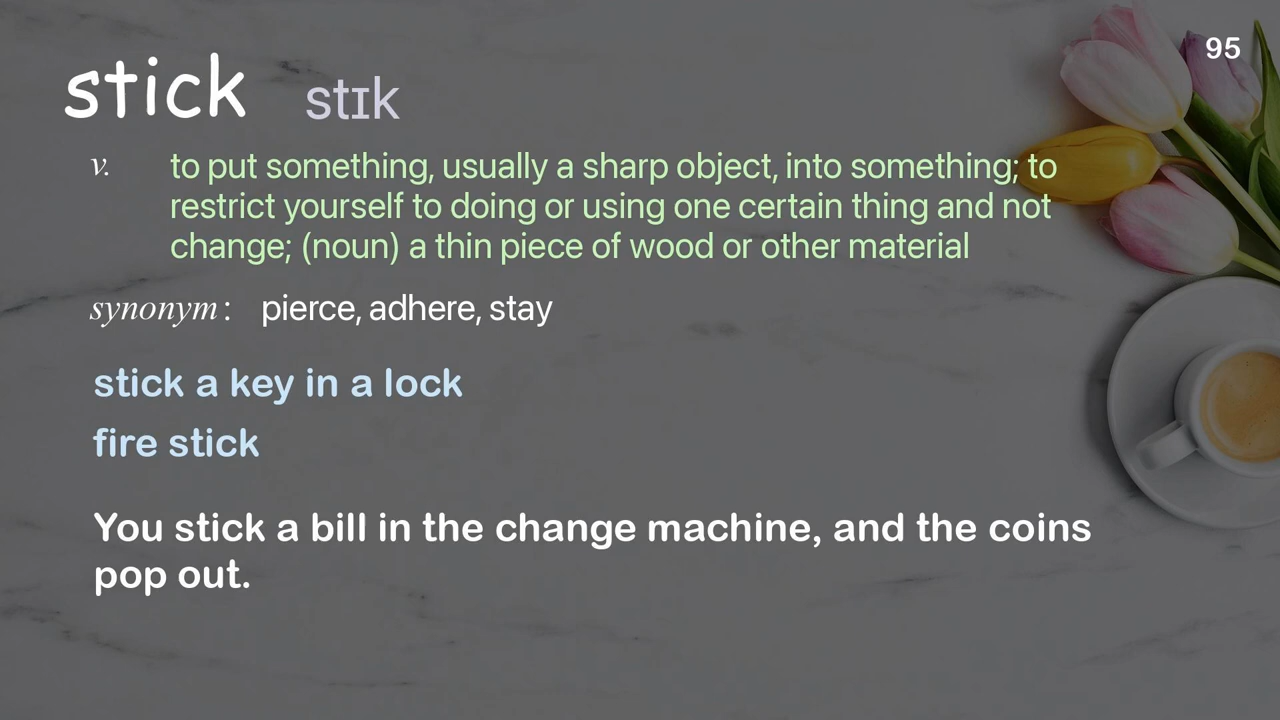 95
stick stɪk
v. to put something, usually a sharp object, into something; to
restrict yourself to doing or using one certain thing and not
change; (noun) a thin piece of wood or other material
synonym: pierce, adhere, stay
stick a key in a lock
fire stick
You stick a bill in the change machine, and the coins
pop out.